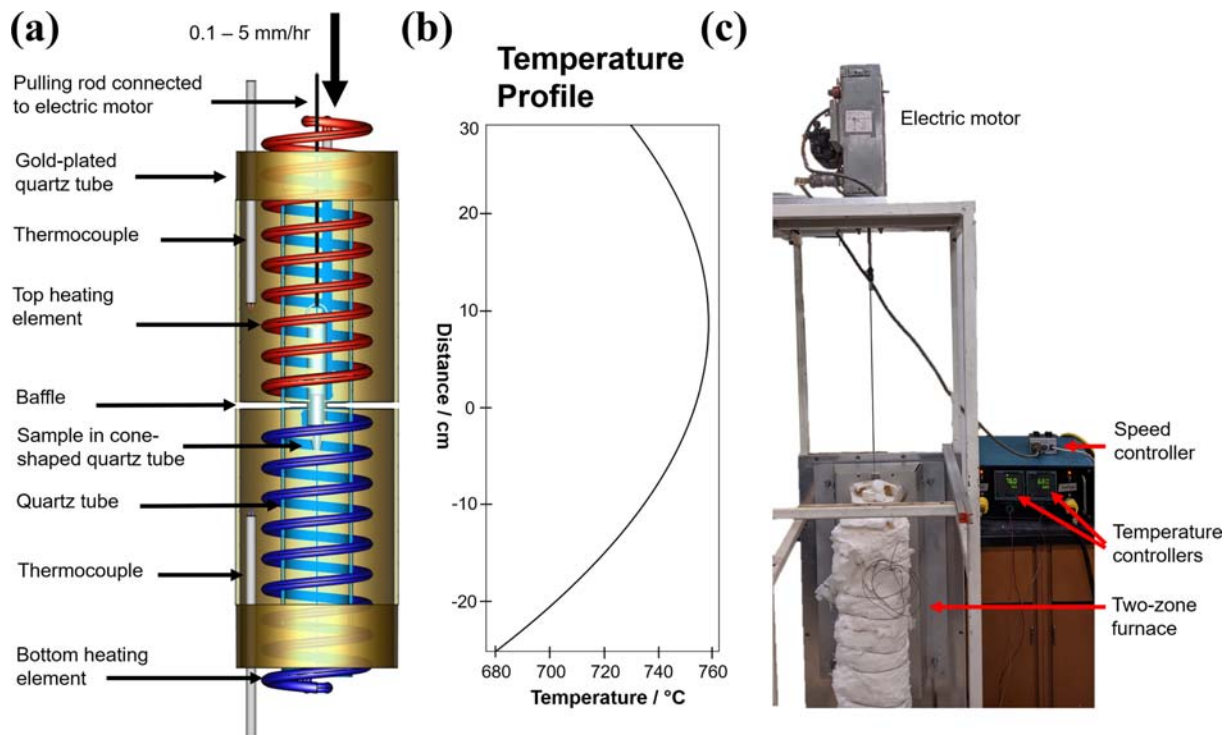 (a)
0.1 – 5 mm/hr
Pulling rod connected
to electric motor
Gold-plated
quartz tube
Thermocouple
Top heating
element
Baffle
Sample in cone-
shaped quartz tube
Quartz tube
Thermocouple
Bottom heating
element
(b)
Temperature
Profile
30
20
10
0
-10
-20
Distance / cm
680
700
720
740
760
Temperature / °C
(c)
Electric motor
Speed
controller
Temperature
controllers
Two-zone
furnace